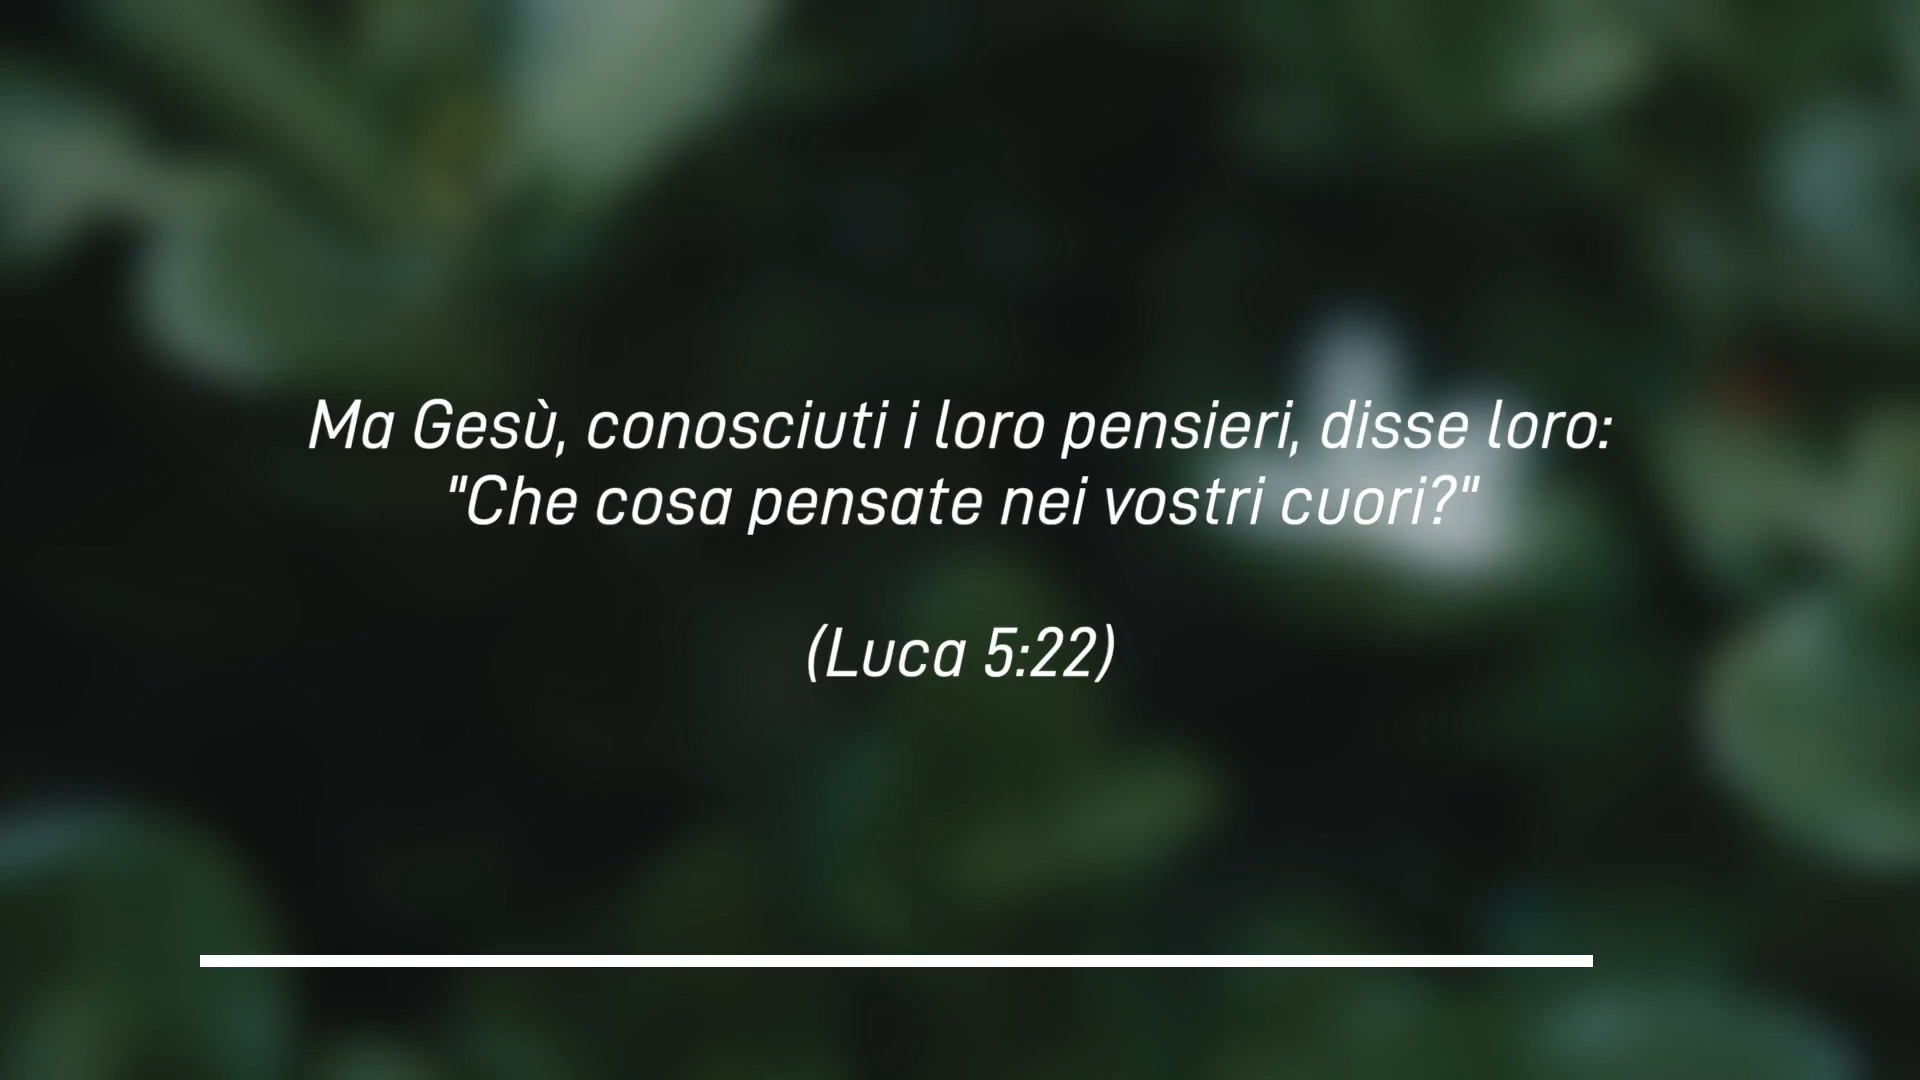 Ma Gesù, conosciuti i loro pensieri, disse loro:
"Che cosa pensate nei vostri cuori?"
(Luca 5:22)